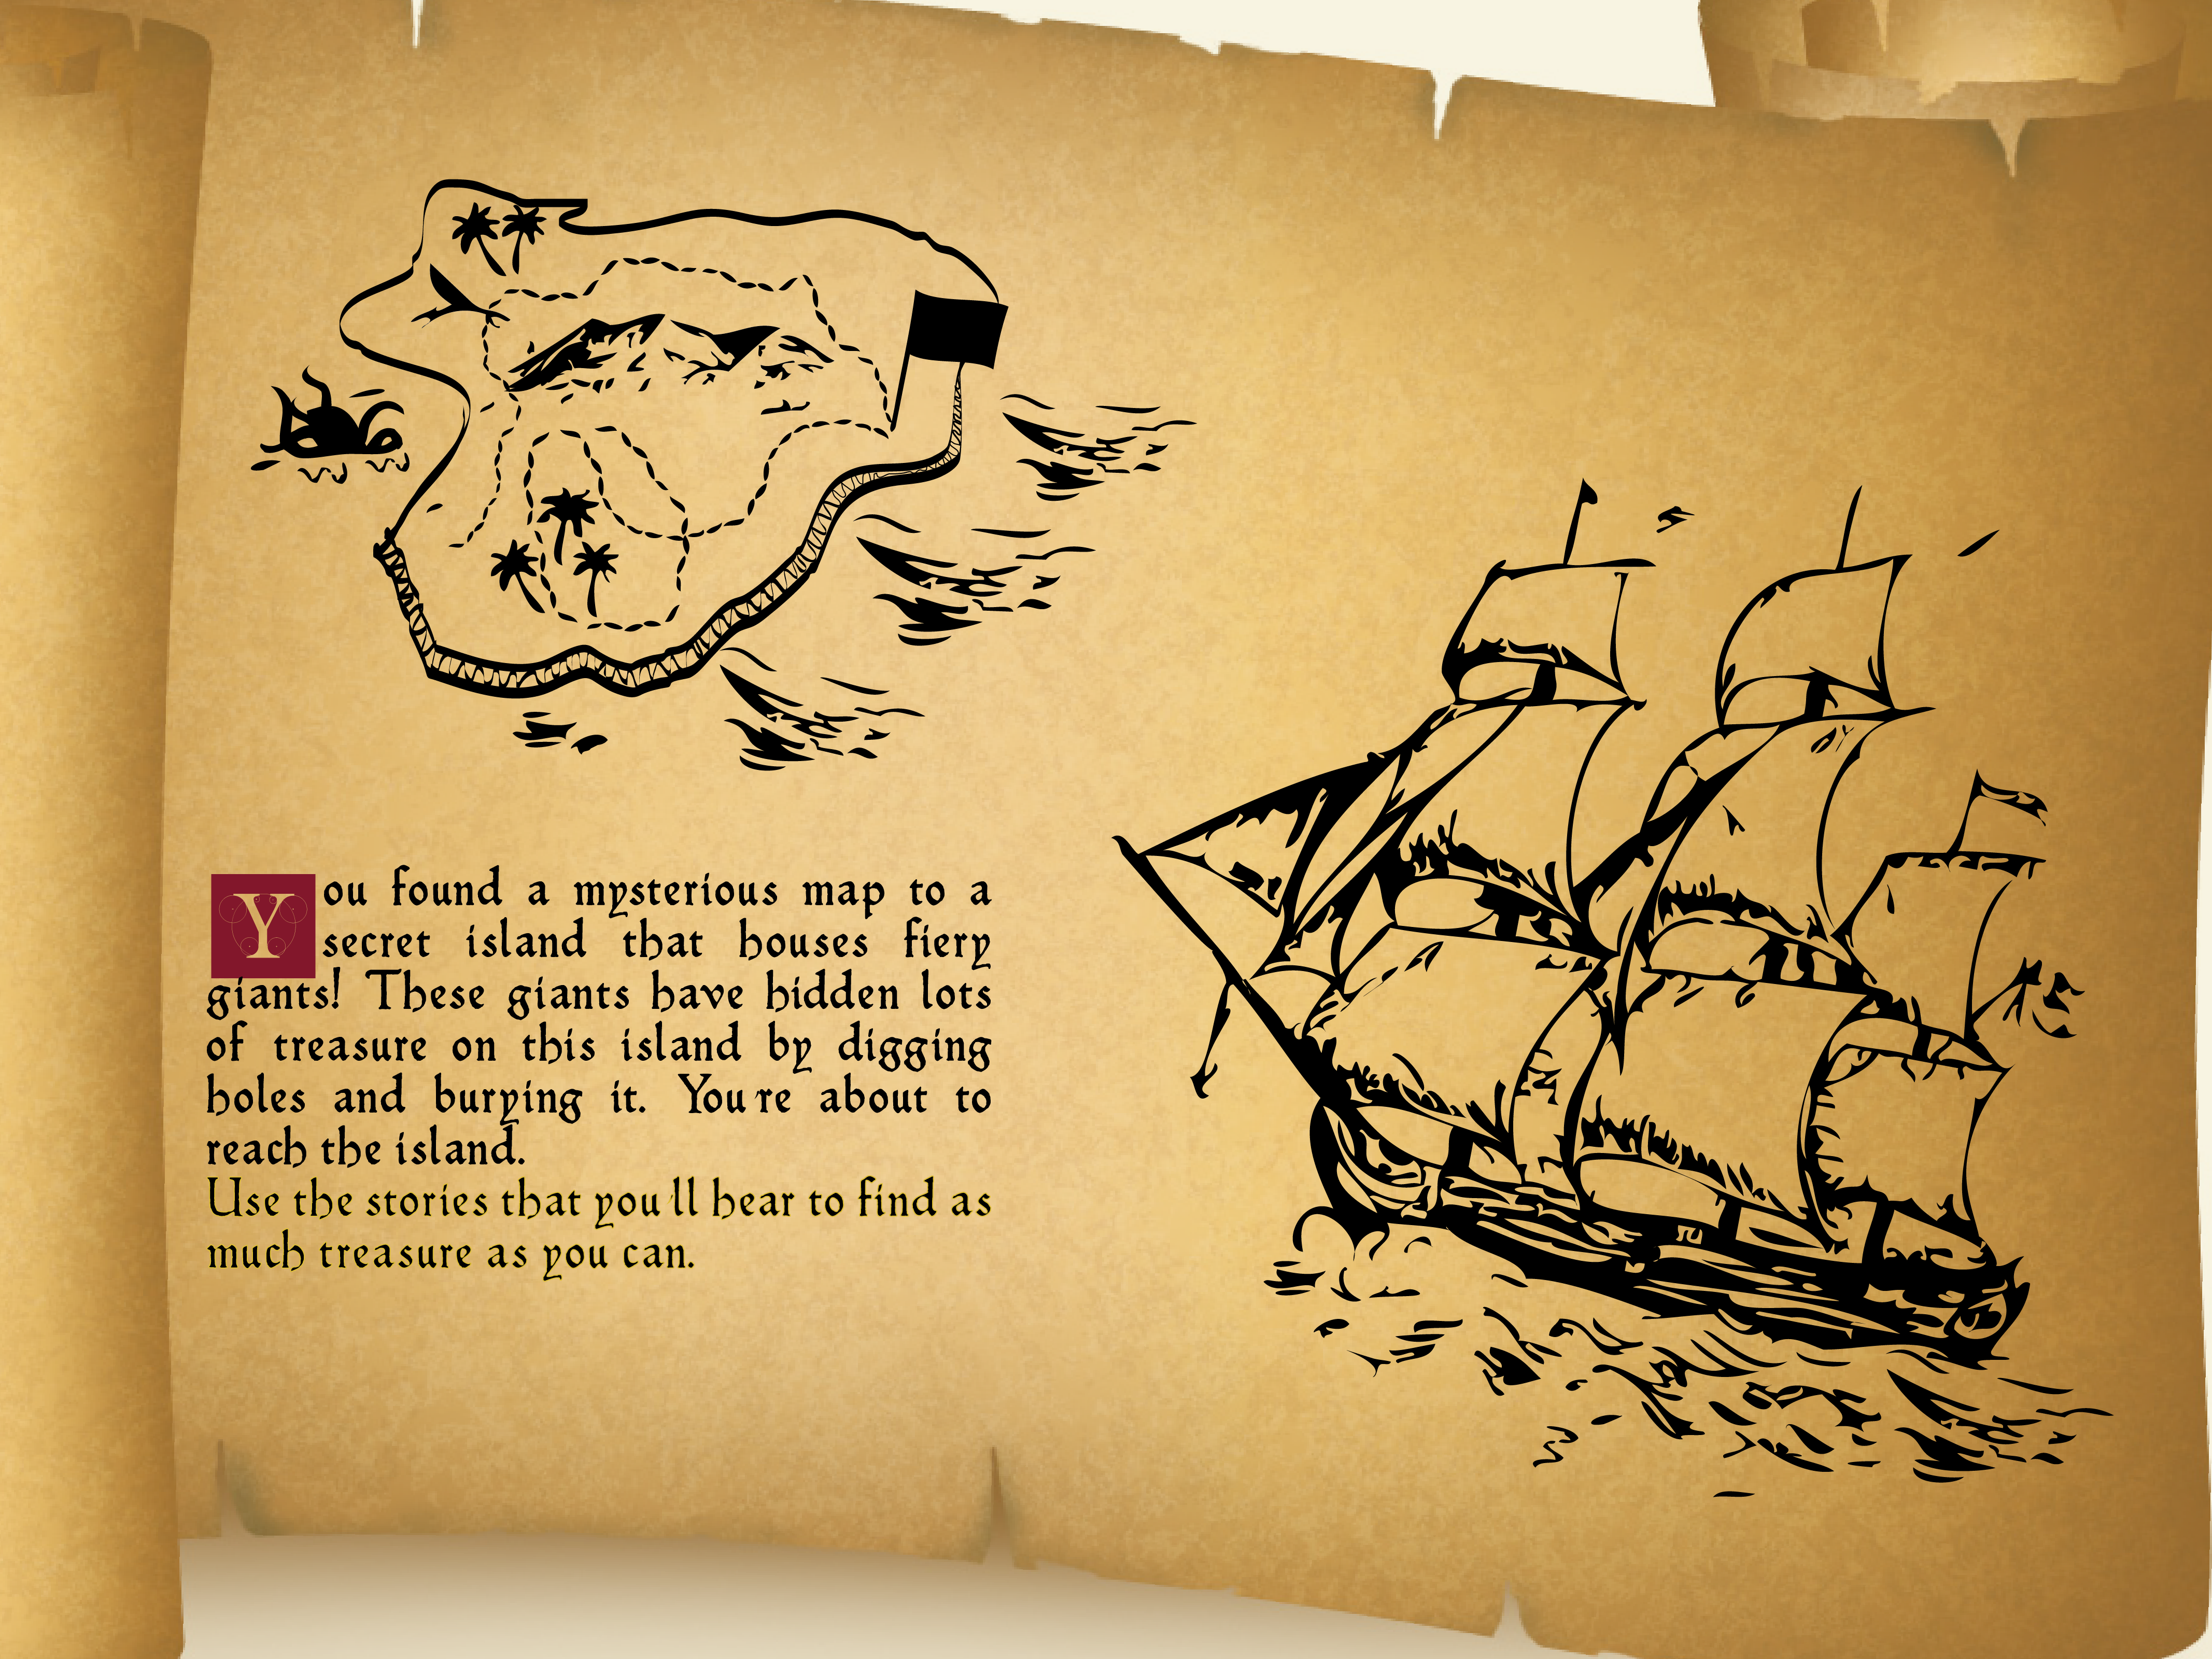 You found a mysterious map to a
secret island that houses fiery
giants! These giants have hidden lots
of treasure on this island by digging
holes and burying it. You're about to
reach the island.
Use the stories that you'll hear to find as
much treasure as you can.